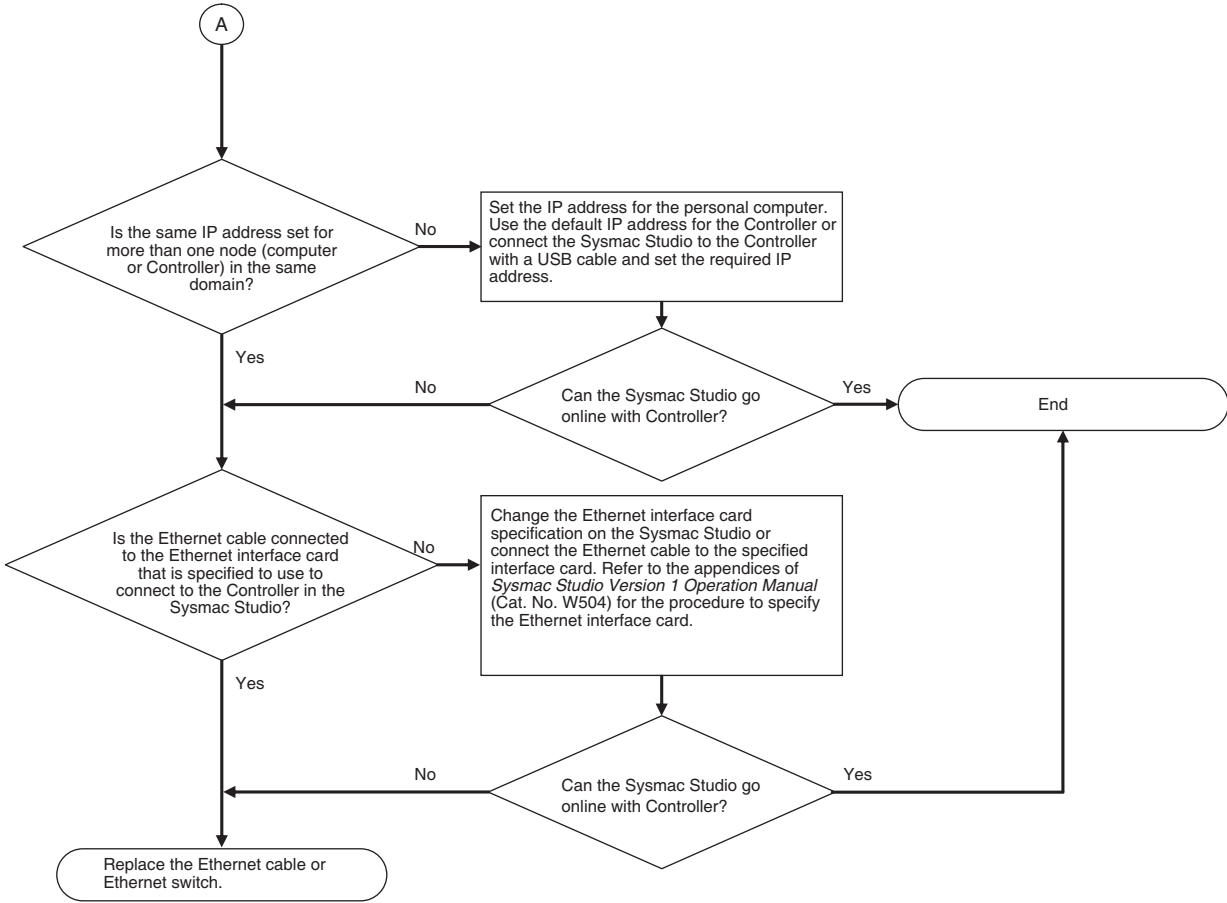 A
Is the same IP address set for
more than one node (computer
or Controller) in the same
domain?
No
Set the IP address for the personal computer.
Use the default IP address for the Controller or
connect the Sysmac Studio to the Controller
with a USB cable and set the required IP
address.
Yes
No
Can the Sysmac Studio go
online with Controller?
Yes
End
Is the Ethernet cable connected
to the Ethernet interface card
that is specified to use to
connect to the Controller in the
Sysmac Studio?
No
Change the Ethernet interface card
specification on the Sysmac Studio or
connect the Ethernet cable to the specified
interface card. Refer to the appendices of
Sysmac Studio Version 1 Operation Manual
(Cat. No. W504) for the procedure to specify
the Ethernet interface card.
Yes
No
Can the Sysmac Studio go
online with Controller?
Yes
Replace the Ethernet cable or
Ethernet switch.